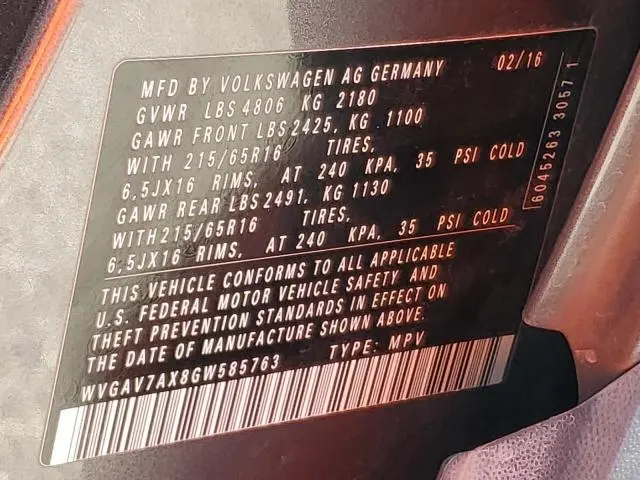 MFD BY VOLKSWAGEN AG GERMANY 02/16
GVWR LBS 4806 KG 2180
GAWR FRONT LBS 2425, KG 1100
WITH 215/65R16 TIRES,
6,5JX16 RIMS, AT 240 KPA, 35 PSI COLD
GAWR REAR LBS 2491, KG 1130
WITH 215/65R16 TIRES,
6,5JX16 RIMS, AT 240 KPA, 35 PSI COLD
THIS VEHICLE CONFORMS TO ALL APPLICABLE
U.S. FEDERAL MOTOR VEHICLE SAFETY AND
THEFT PREVENTION STANDARDS IN EFFECT ON
THE DATE OF MANUFACTURE SHOWN ABOVE.
WVGAV7AX8GW585763 TYPE: MPV
6045263 3057 1